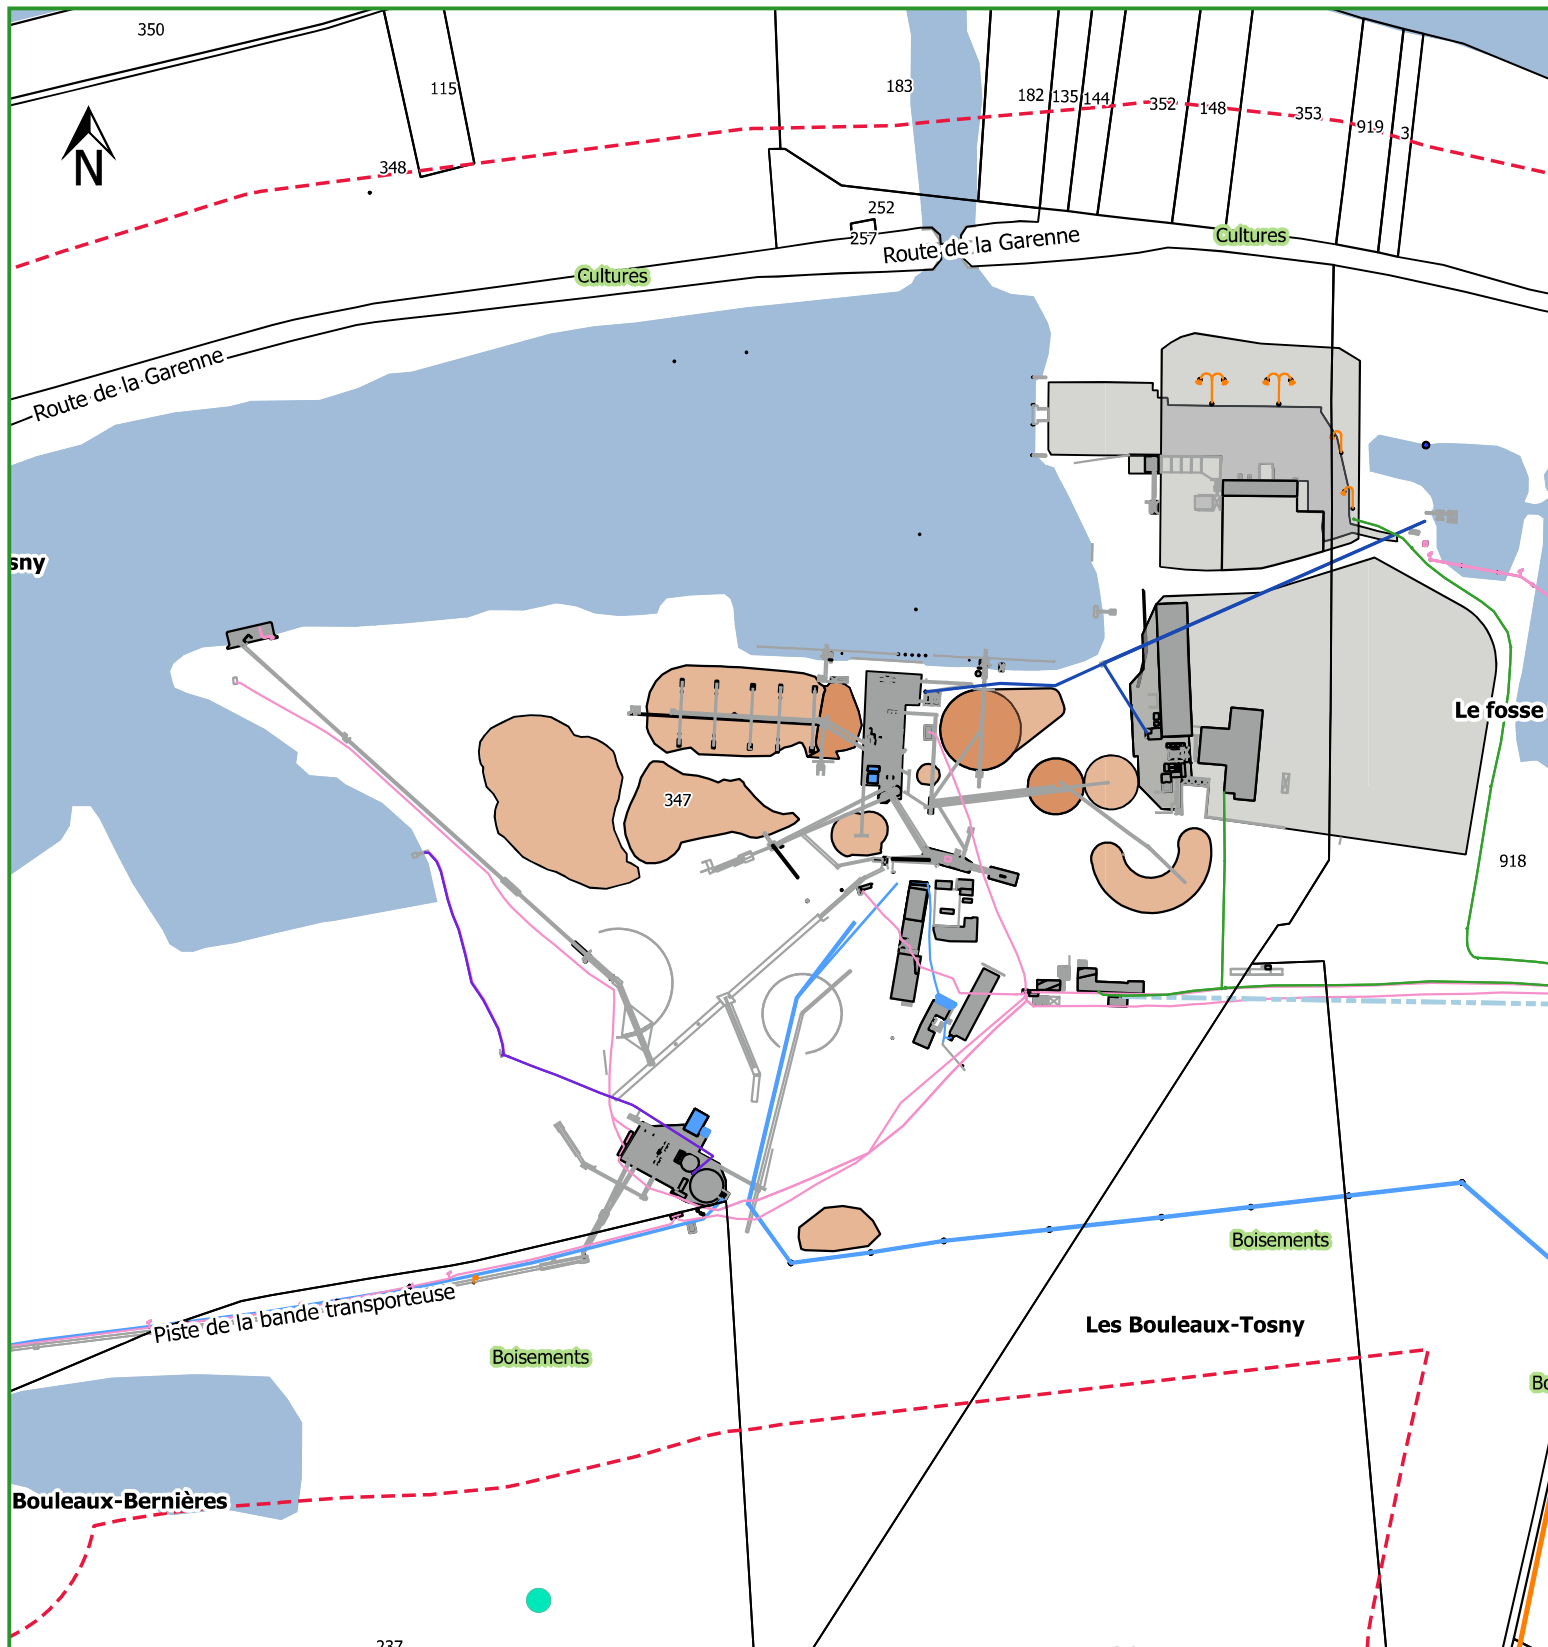 350
115
183
182
135
144
352
148
353
919
3
N
348
252
257
Route de la Garenne
Cultures
Cultures
Route de la Garenne
sny
Le fosse
347
918
Boisements
Piste de la bande transporteuse
Les Bouleaux-Tosny
Boisements
Bo
Bouleaux-Bernières
237